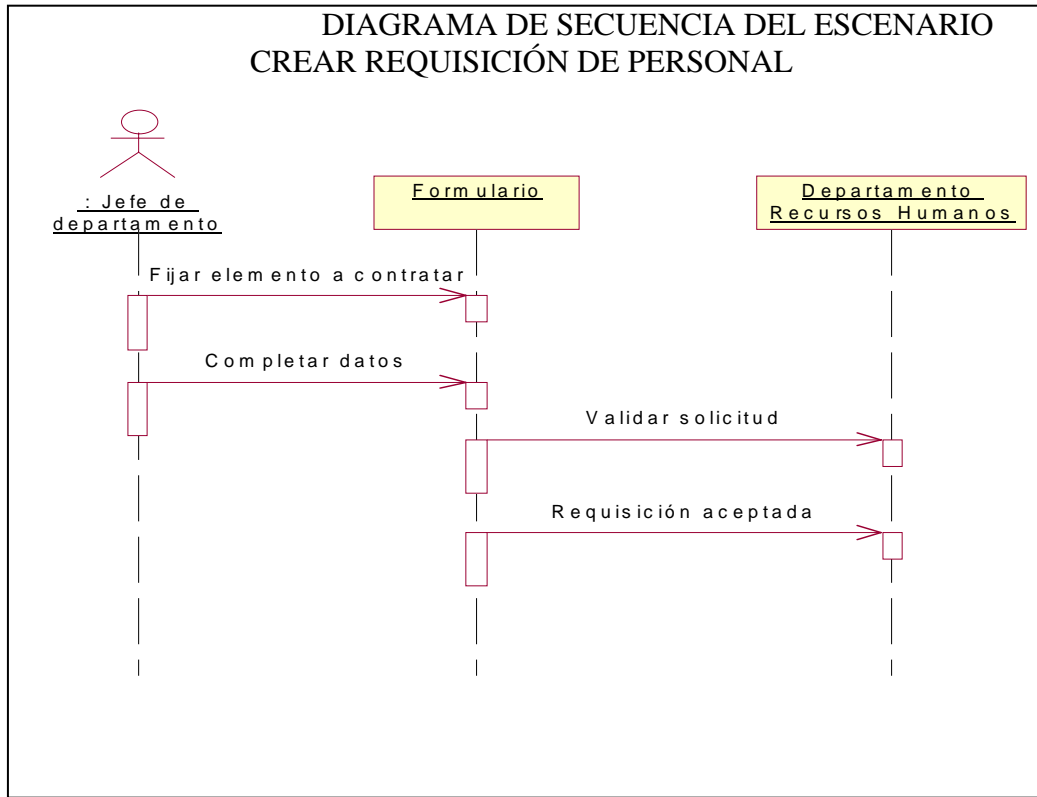 DIAGRAMA DE SECUENCIA DEL ESCENARIO
CREAR REQUISICIÓN DE PERSONAL
: Jefe de
departamento
Formulario
Departamento
Recursos Humanos
Fijar elemento a contratar
Completar datos
Validar solicitud
Requisición aceptada